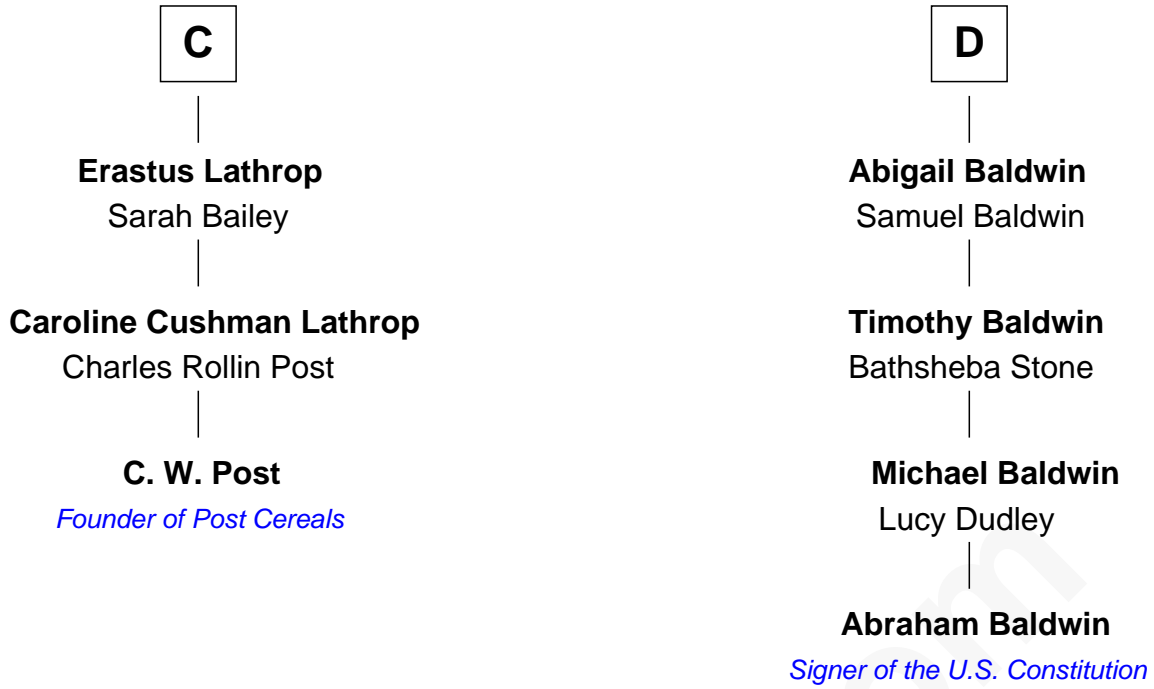 C
Erastus Lathrop
Sarah Bailey
Caroline Cushman Lathrop
Charles Rollin Post
C. W. Post
Founder of Post Cereals
D
Abigail Baldwin
Samuel Baldwin
Timothy Baldwin
Bathsheba Stone
Michael Baldwin
Lucy Dudley
Abraham Baldwin
Signer of the U.S. Constitution